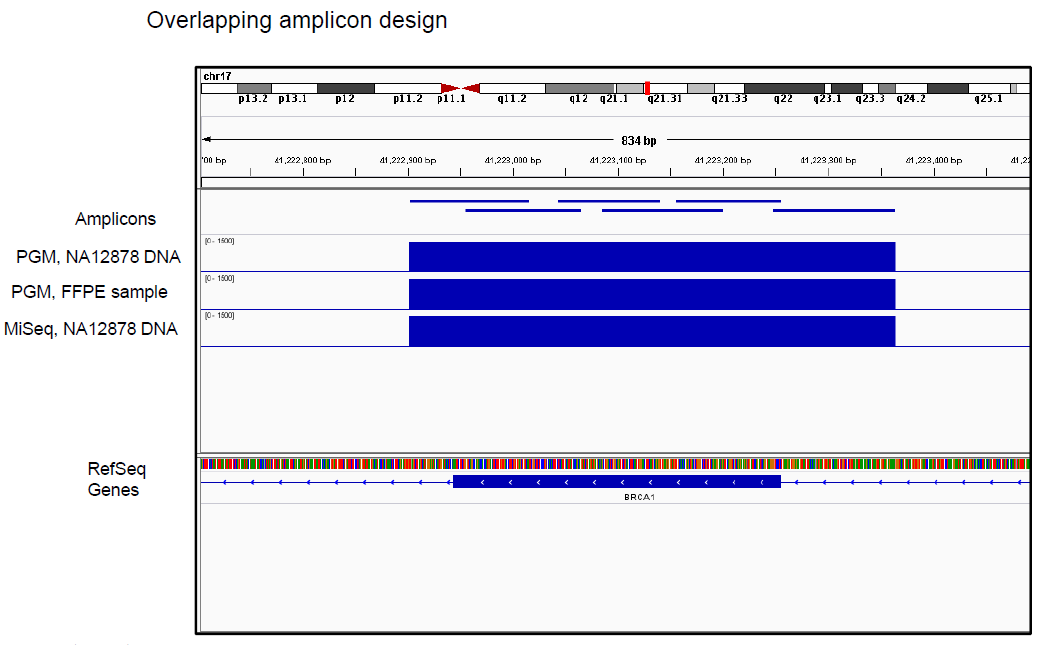 Overlapping amplicon design
chr17
p13.2 p13.1 p12 p11.2 p11.1 q11.2 q12 q21.1 q21.31 q21.33 q22 q23.1 q23.3 q24.2 q25.1
834 bp
'00 bp 41,222,800 bp 41,222,900 bp 41,223,000 bp 41,223,100 bp 41,223,200 bp 41,223,300 bp 41,223,400 bp 41,22
Amplicons
[0 - 1500]
PGM, NA12878 DNA
[0 - 1500]
PGM, FFPE sample
[0 - 1500]
MiSeq, NA12878 DNA
RefSeq
Genes
BRCA1